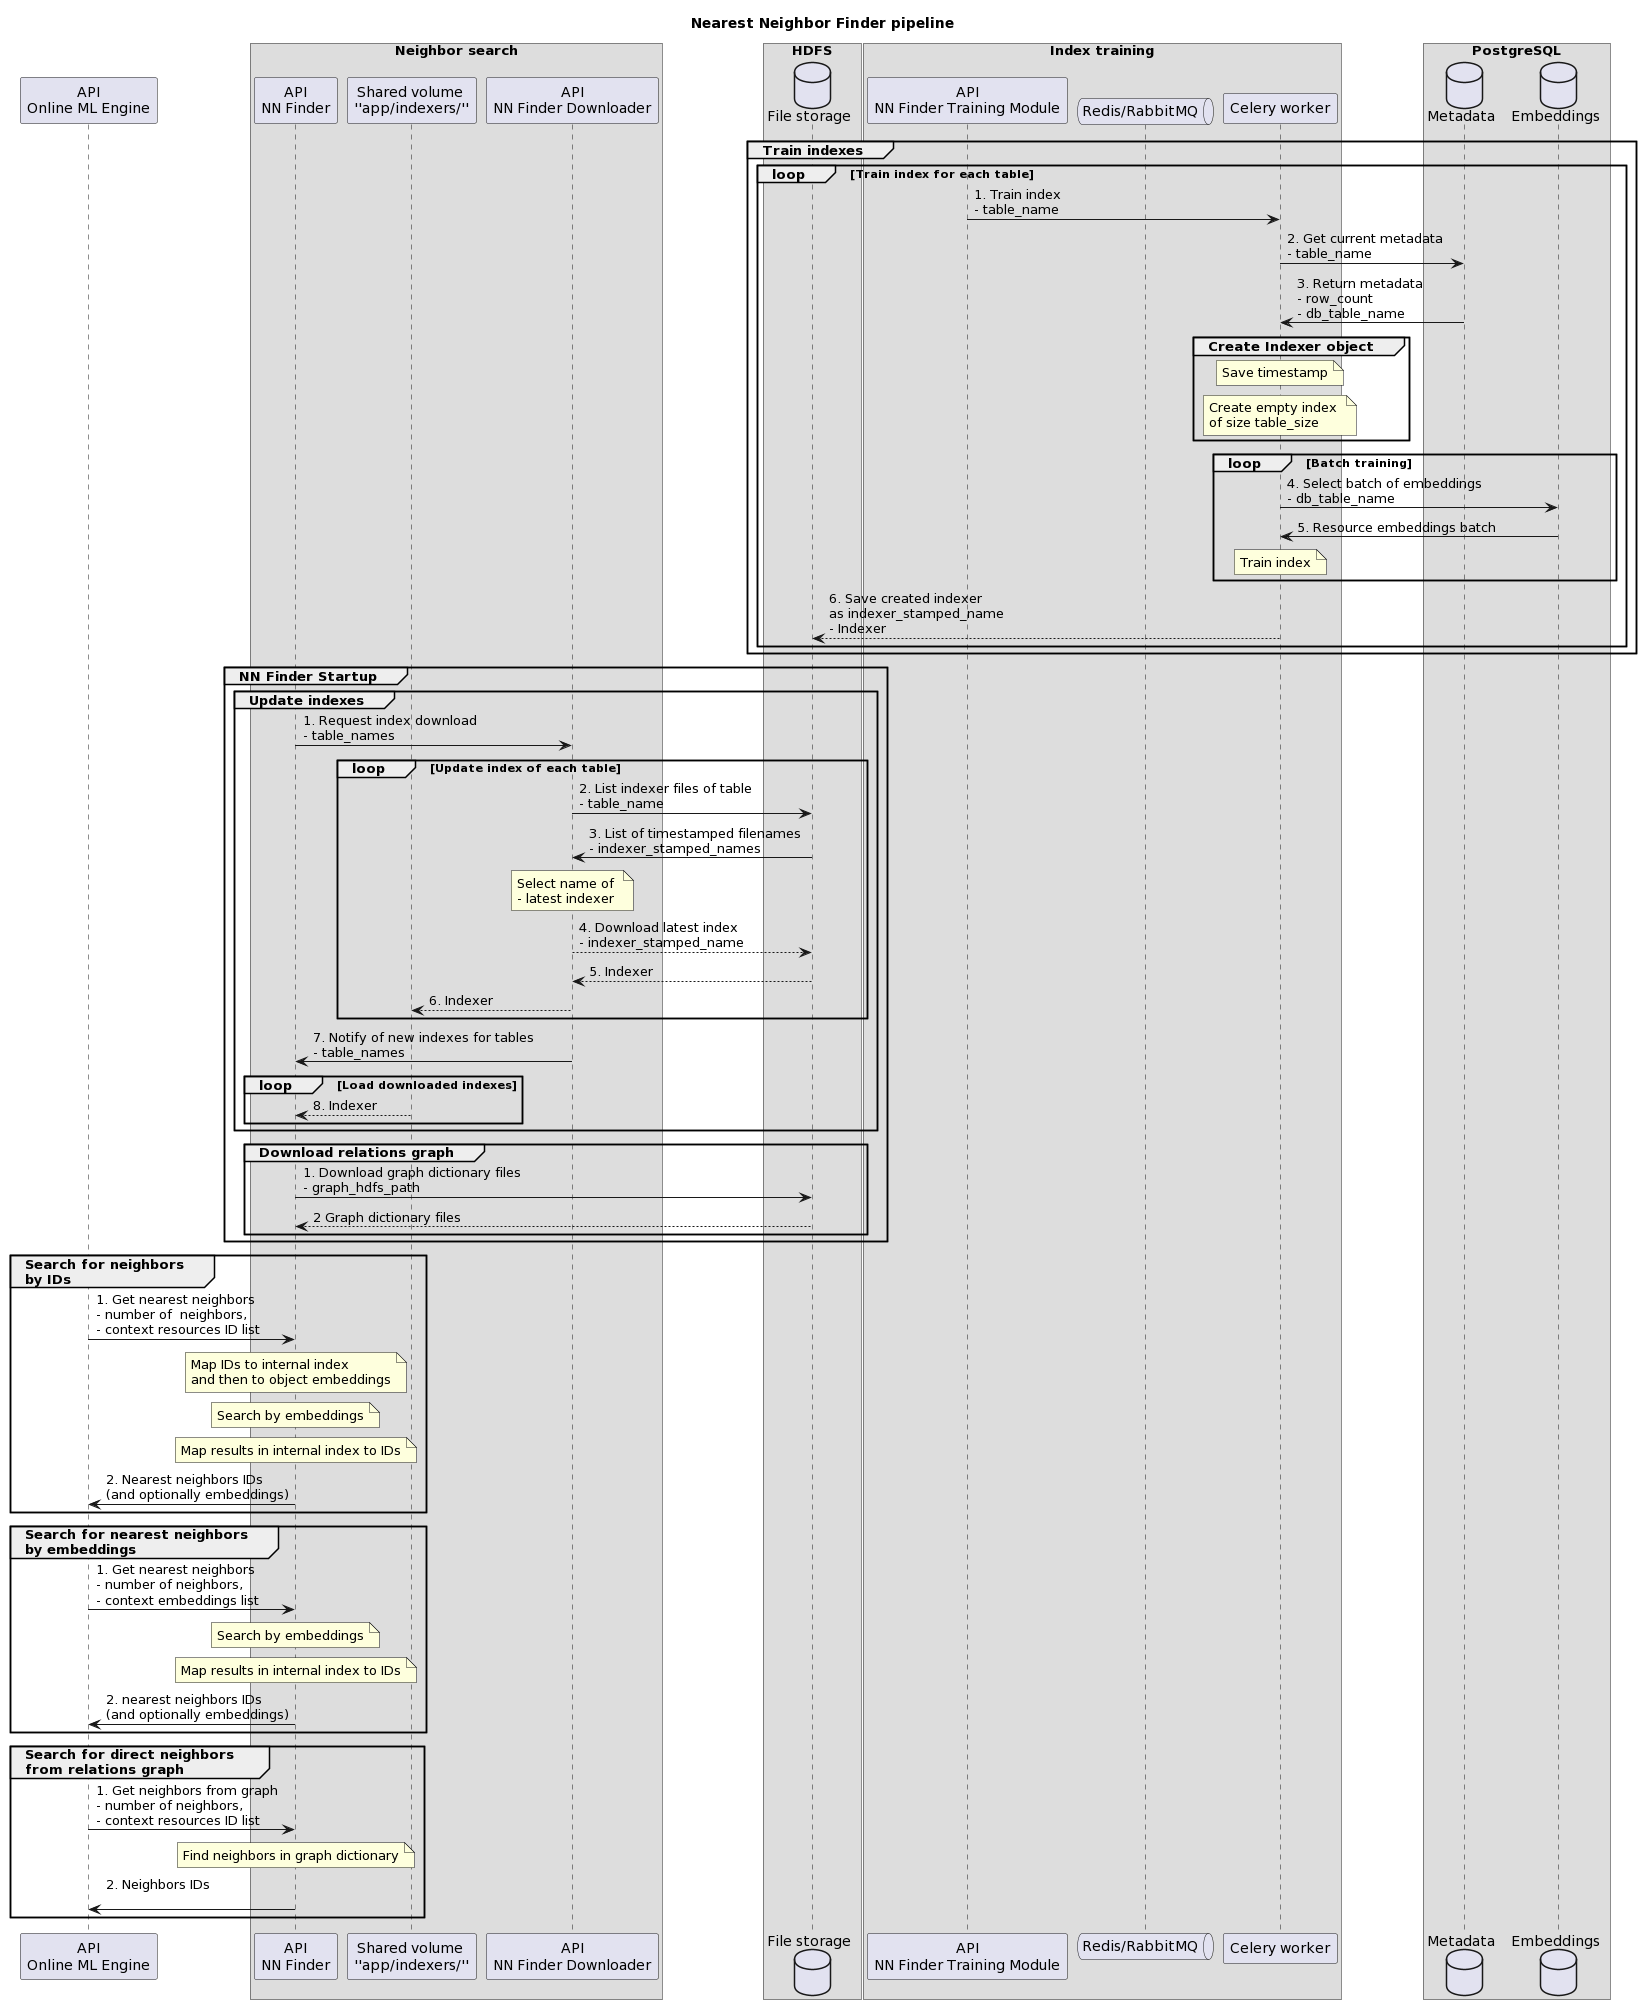 Nearest Neighbor Finder pipeline
Neighbor search
HDFS
Index training
PostgreSQL
API
Online ML Engine
API
NN Finder
Shared volume
''app/indexers/''
API
NN Finder Downloader
File storage
API
NN Finder Training Module
Redis/RabbitMQ
Celery worker
Metadata
Embeddings
Train indexes
loop [Train index for each table]
1. Train index
- table_name
2. Get current metadata
- table_name
3. Return metadata
- row_count
- db_table_name
Create Indexer object
Save timestamp
Create empty index
of size table_size
loop [Batch training]
4. Select batch of embeddings
- db_table_name
5. Resource embeddings batch
Train index
6. Save created indexer
as indexer_stamped_name
- Indexer
NN Finder Startup
Update indexes
1. Request index download
- table_names
loop [Update index of each table]
2. List indexer files of table
- table_name
3. List of timestamped filenames
- indexer_stamped_names
Select name of
- latest indexer
4. Download latest index
- indexer_stamped_name
5. Indexer
6. Indexer
7. Notify of new indexes for tables
- table_names
loop [Load downloaded indexes]
8. Indexer
Download relations graph
1. Download graph dictionary files
- graph_hdfs_path
2 Graph dictionary files
Search for neighbors
by IDs
1. Get nearest neighbors
- number of  neighbors,
- context resources ID list
Map IDs to internal index
and then to object embeddings
Search by embeddings
Map results in internal index to IDs
2. Nearest neighbors IDs
(and optionally embeddings)
Search for nearest neighbors
by embeddings
1. Get nearest neighbors
- number of neighbors,
- context embeddings list
Search by embeddings
Map results in internal index to IDs
2. nearest neighbors IDs
(and optionally embeddings)
Search for direct neighbors
from relations graph
1. Get neighbors from graph
- number of neighbors,
- context resources ID list
Find neighbors in graph dictionary
2. Neighbors IDs
API
Online ML Engine
API
NN Finder
Shared volume
''app/indexers/''
API
NN Finder Downloader
File storage
API
NN Finder Training Module
Redis/RabbitMQ
Celery worker
Metadata
Embeddings